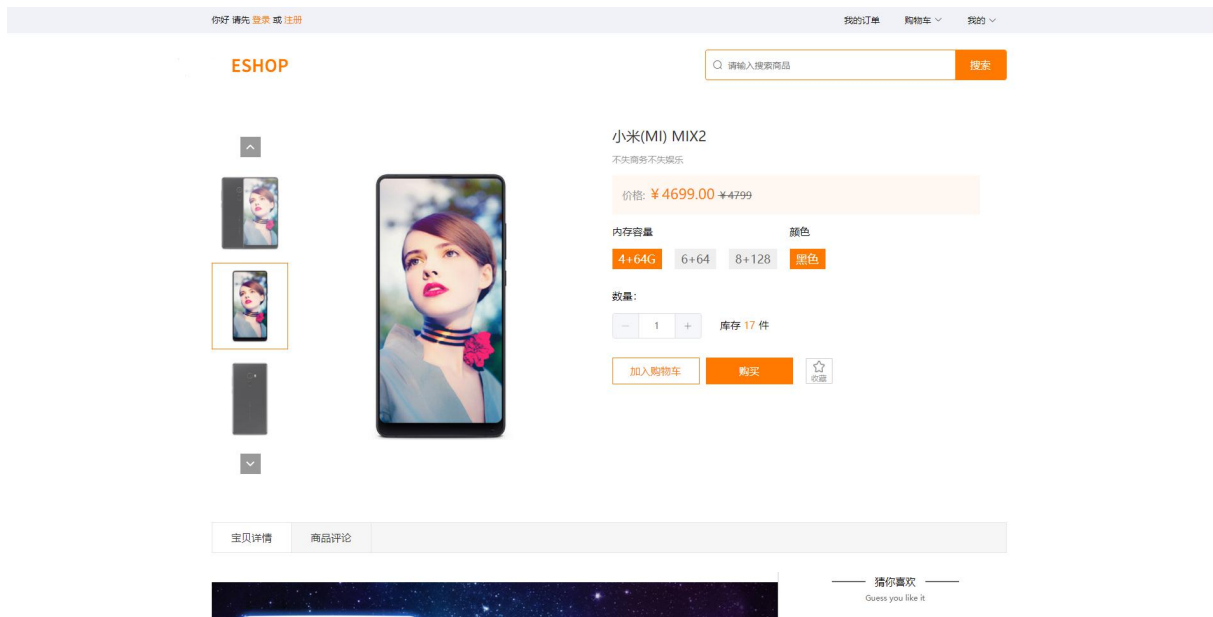 你好 请先 登录 或 注册
我的订单 购物车 我的
ESHOP
请输入搜索商品 搜索
小米(MI) MIX2
不失商务不失娱乐
价格: ¥4699.00 ¥4799
内存容量 颜色
4+64G 6+64 8+128 黑色
数量:
1 库存 17 件
加入购物车 购买 收藏
宝贝详情 商品评论
猜你喜欢
Guess you like it